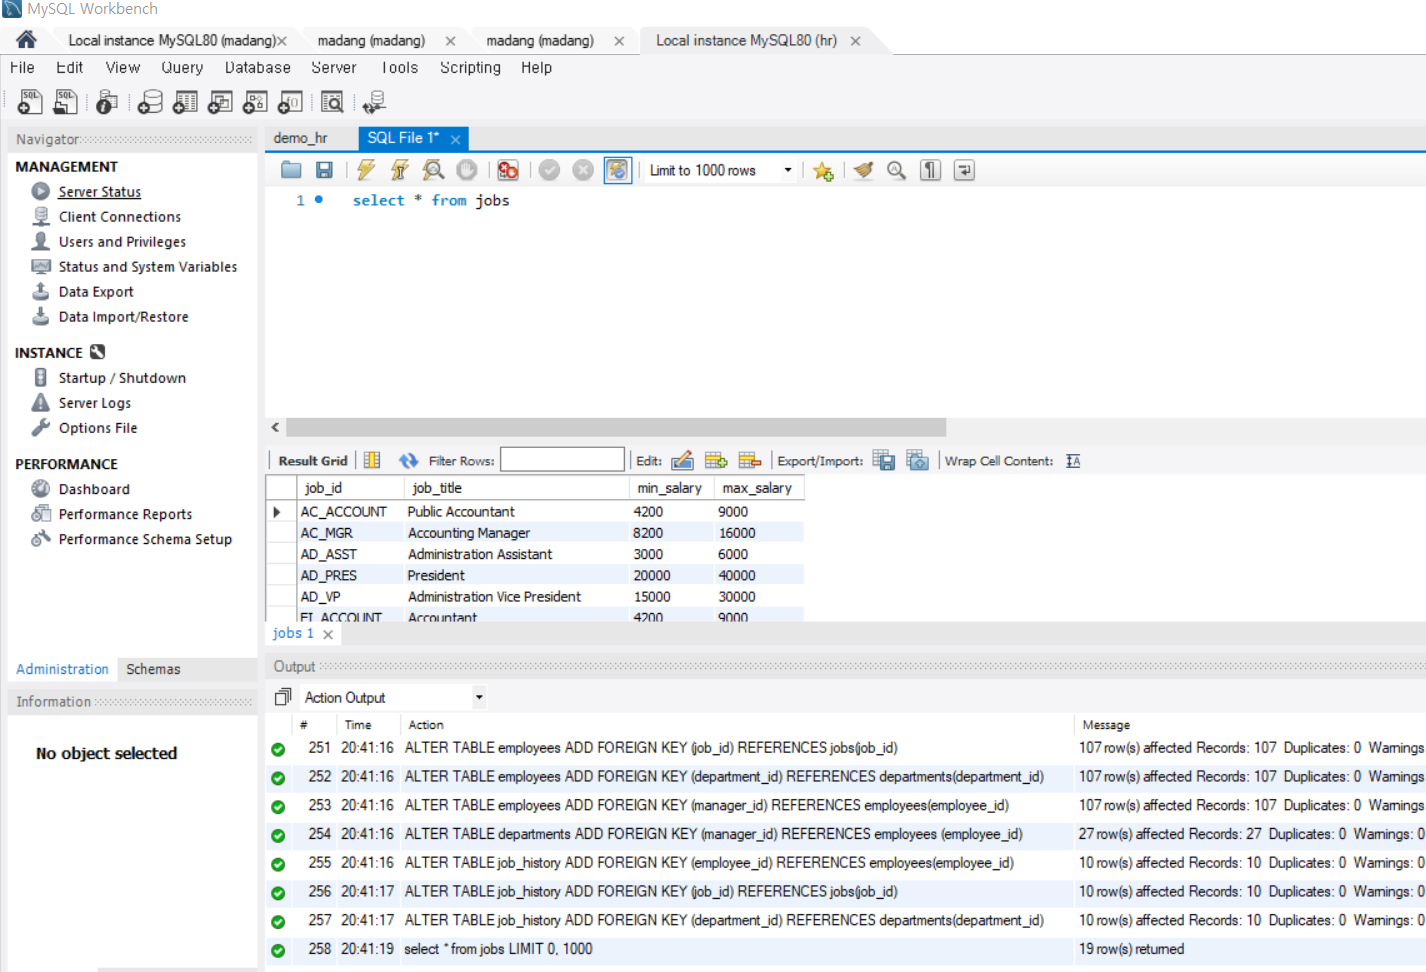 MySQL Workbench
Local instance MySQL80 (madang)
madang (madang)
madang (madang)
Local instance MySQL80 (hr)
File Edit View Query Database Server Tools Scripting Help
Navigator
MANAGEMENT
Server Status
Client Connections
Users and Privileges
Status and System Variables
Data Export
Data Import/Restore
INSTANCE
Startup / Shutdown
Server Logs
Options File
PERFORMANCE
Dashboard
Performance Reports
Performance Schema Setup
Administration Schemas
Information
No object selected
demo_hr
SQL File 1*
Limit to 1000 rows
1 select * from jobs
Result Grid Filter Rows: Edit: Export/Import: Wrap Cell Content:
job_id job_title min_salary max_salary
AC_ACCOUNT Public Accountant 4200 9000
AC_MGR Accounting Manager 8200 16000
AD_ASST Administration Assistant 3000 6000
AD_PRES President 20000 40000
AD_VP Administration Vice President 15000 30000
FI_ACCOUNT Accountant 4200 9000
jobs 1
Output
Action Output
# Time Action Message
251 20:41:16 ALTER TABLE employees ADD FOREIGN KEY (job_id) REFERENCES jobs(job_id) 107 row(s) affected Records: 107 Duplicates: 0 Warnings
252 20:41:16 ALTER TABLE employees ADD FOREIGN KEY (department_id) REFERENCES departments(department_id) 107 row(s) affected Records: 107 Duplicates: 0 Warnings
253 20:41:16 ALTER TABLE employees ADD FOREIGN KEY (manager_id) REFERENCES employees(employee_id) 107 row(s) affected Records: 107 Duplicates: 0 Warnings
254 20:41:16 ALTER TABLE departments ADD FOREIGN KEY (manager_id) REFERENCES employees (employee_id) 27 row(s) affected Records: 27 Duplicates: 0 Warnings: 0
255 20:41:16 ALTER TABLE job_history ADD FOREIGN KEY (employee_id) REFERENCES employees(employee_id) 10 row(s) affected Records: 10 Duplicates: 0 Warnings: 0
256 20:41:17 ALTER TABLE job_history ADD FOREIGN KEY (job_id) REFERENCES jobs(job_id) 10 row(s) affected Records: 10 Duplicates: 0 Warnings: 0
257 20:41:17 ALTER TABLE job_history ADD FOREIGN KEY (department_id) REFERENCES departments(department_id) 10 row(s) affected Records: 10 Duplicates: 0 Warnings: 0
258 20:41:19 select * from jobs LIMIT 0, 1000 19 row(s) returned